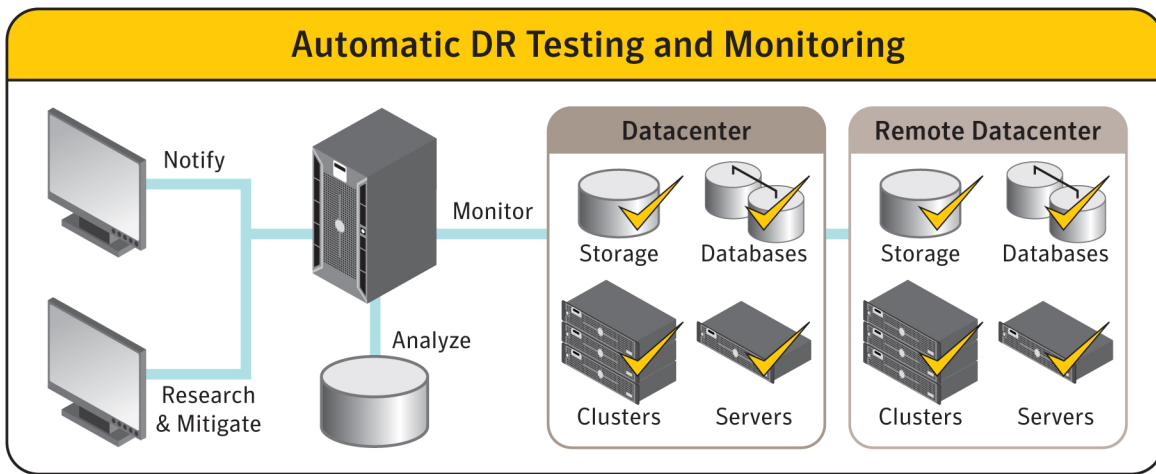 Automatic DR Testing and Monitoring
Notify
Research
& Mitigate
Monitor
Analyze
Datacenter
Storage
Databases
Clusters
Servers
Remote Datacenter
Storage
Databases
Clusters
Servers